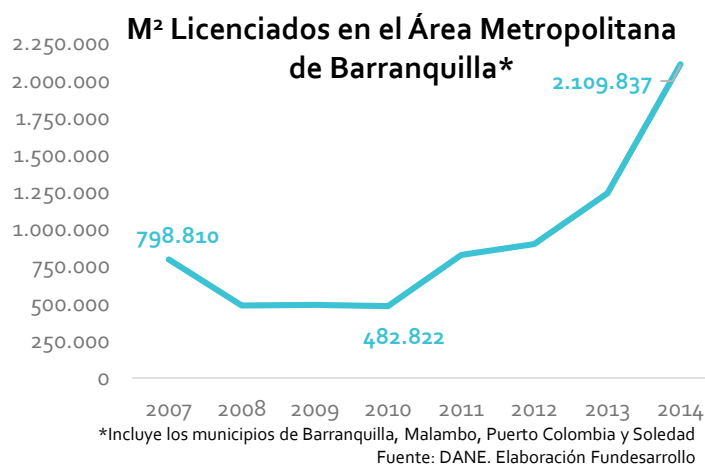 M² Licenciados en el Área Metropolitana
de Barranquilla*
2.250.000
2.000.000
1.750.000
1.500.000
1.250.000
1.000.000
750.000
500.000
250.000
0
798.810
482.822
2.109.837
2007 2008 2009 2010 2011 2012 2013 2014
*Incluye los municipios de Barranquilla, Malambo, Puerto Colombia y Soledad
Fuente: DANE. Elaboración Fundesarrollo